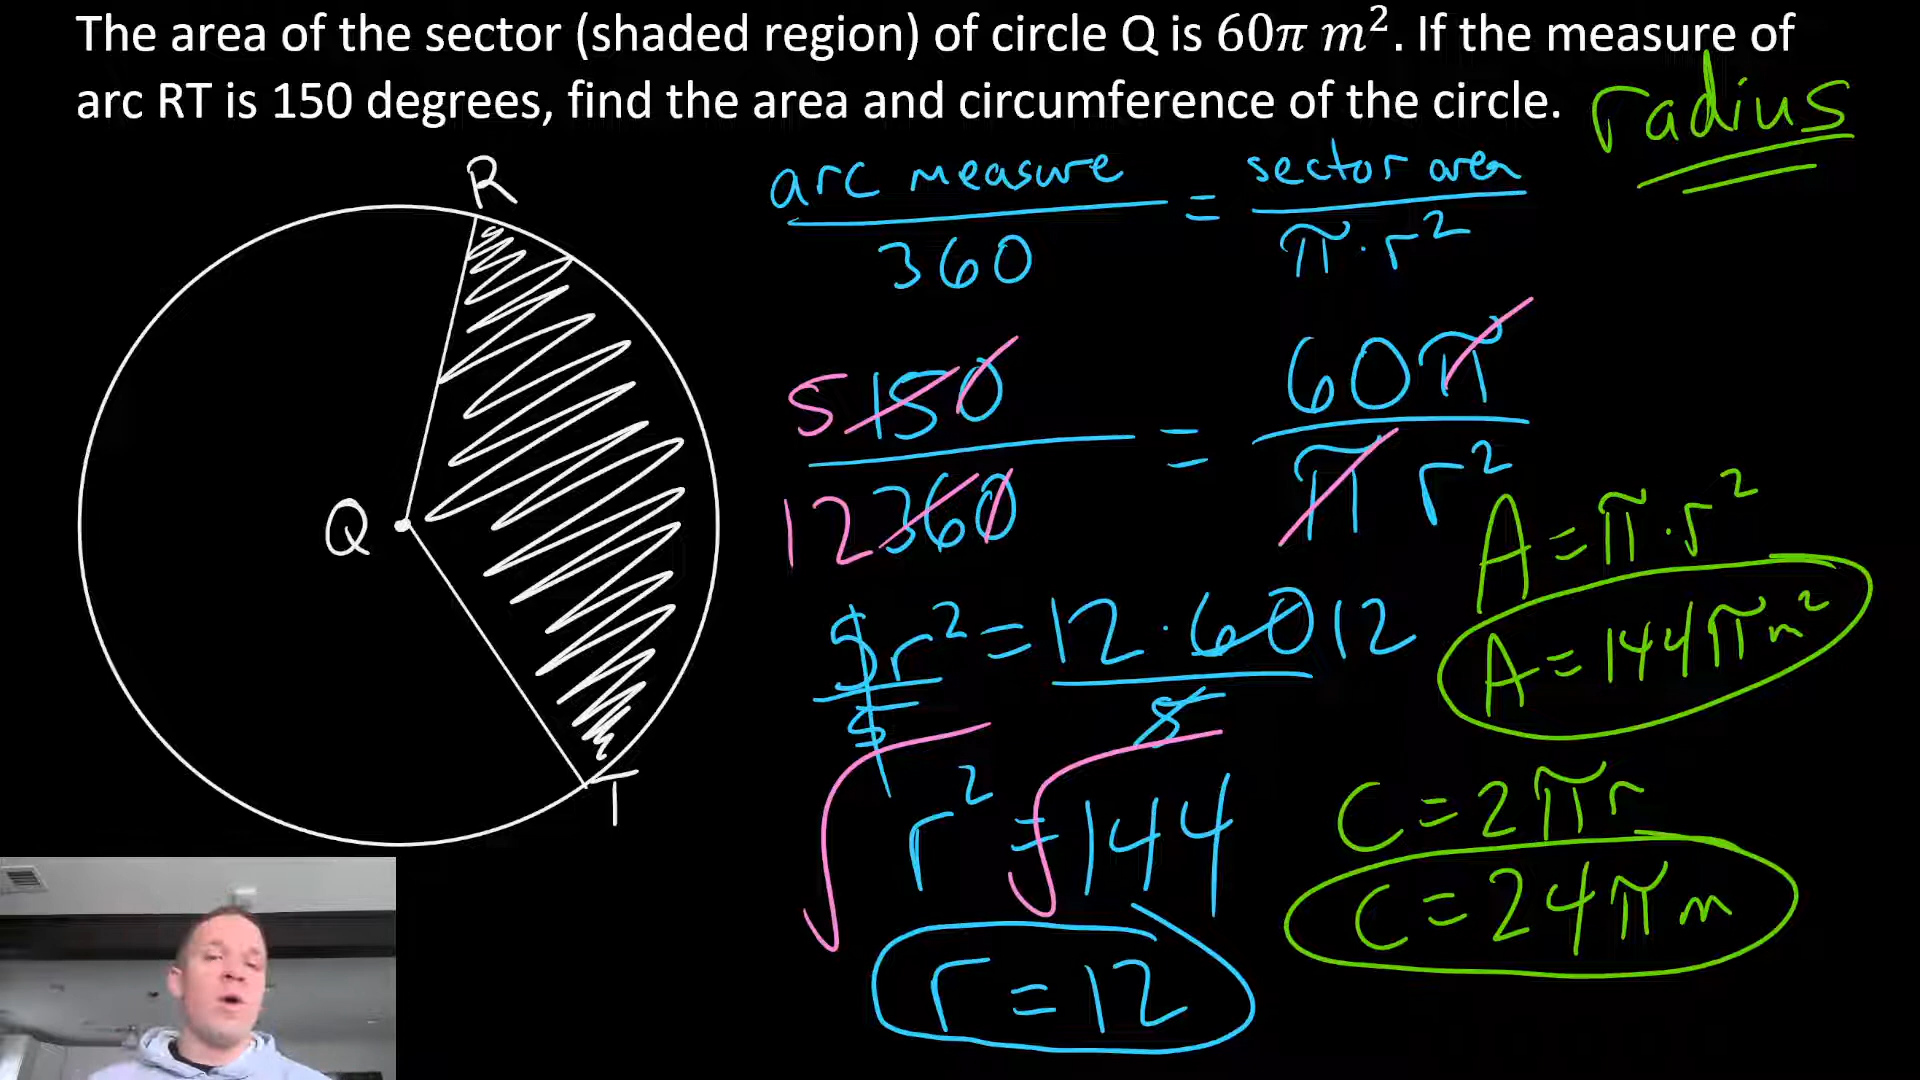 The area of the sector (shaded region) of circle Q is 60π m². If the measure of
arc RT is 150 degrees, find the area and circumference of the circle.
radius
R
Q
T
arc measure / 360 = sector area / π · r²
5 150 / 12 360 = 60π / π r²
5r² / 5 = 12 · 60 12 / 5
√r² = √144
r = 12
A = π · r²
A = 144π m²
C = 2πr
C = 24π m